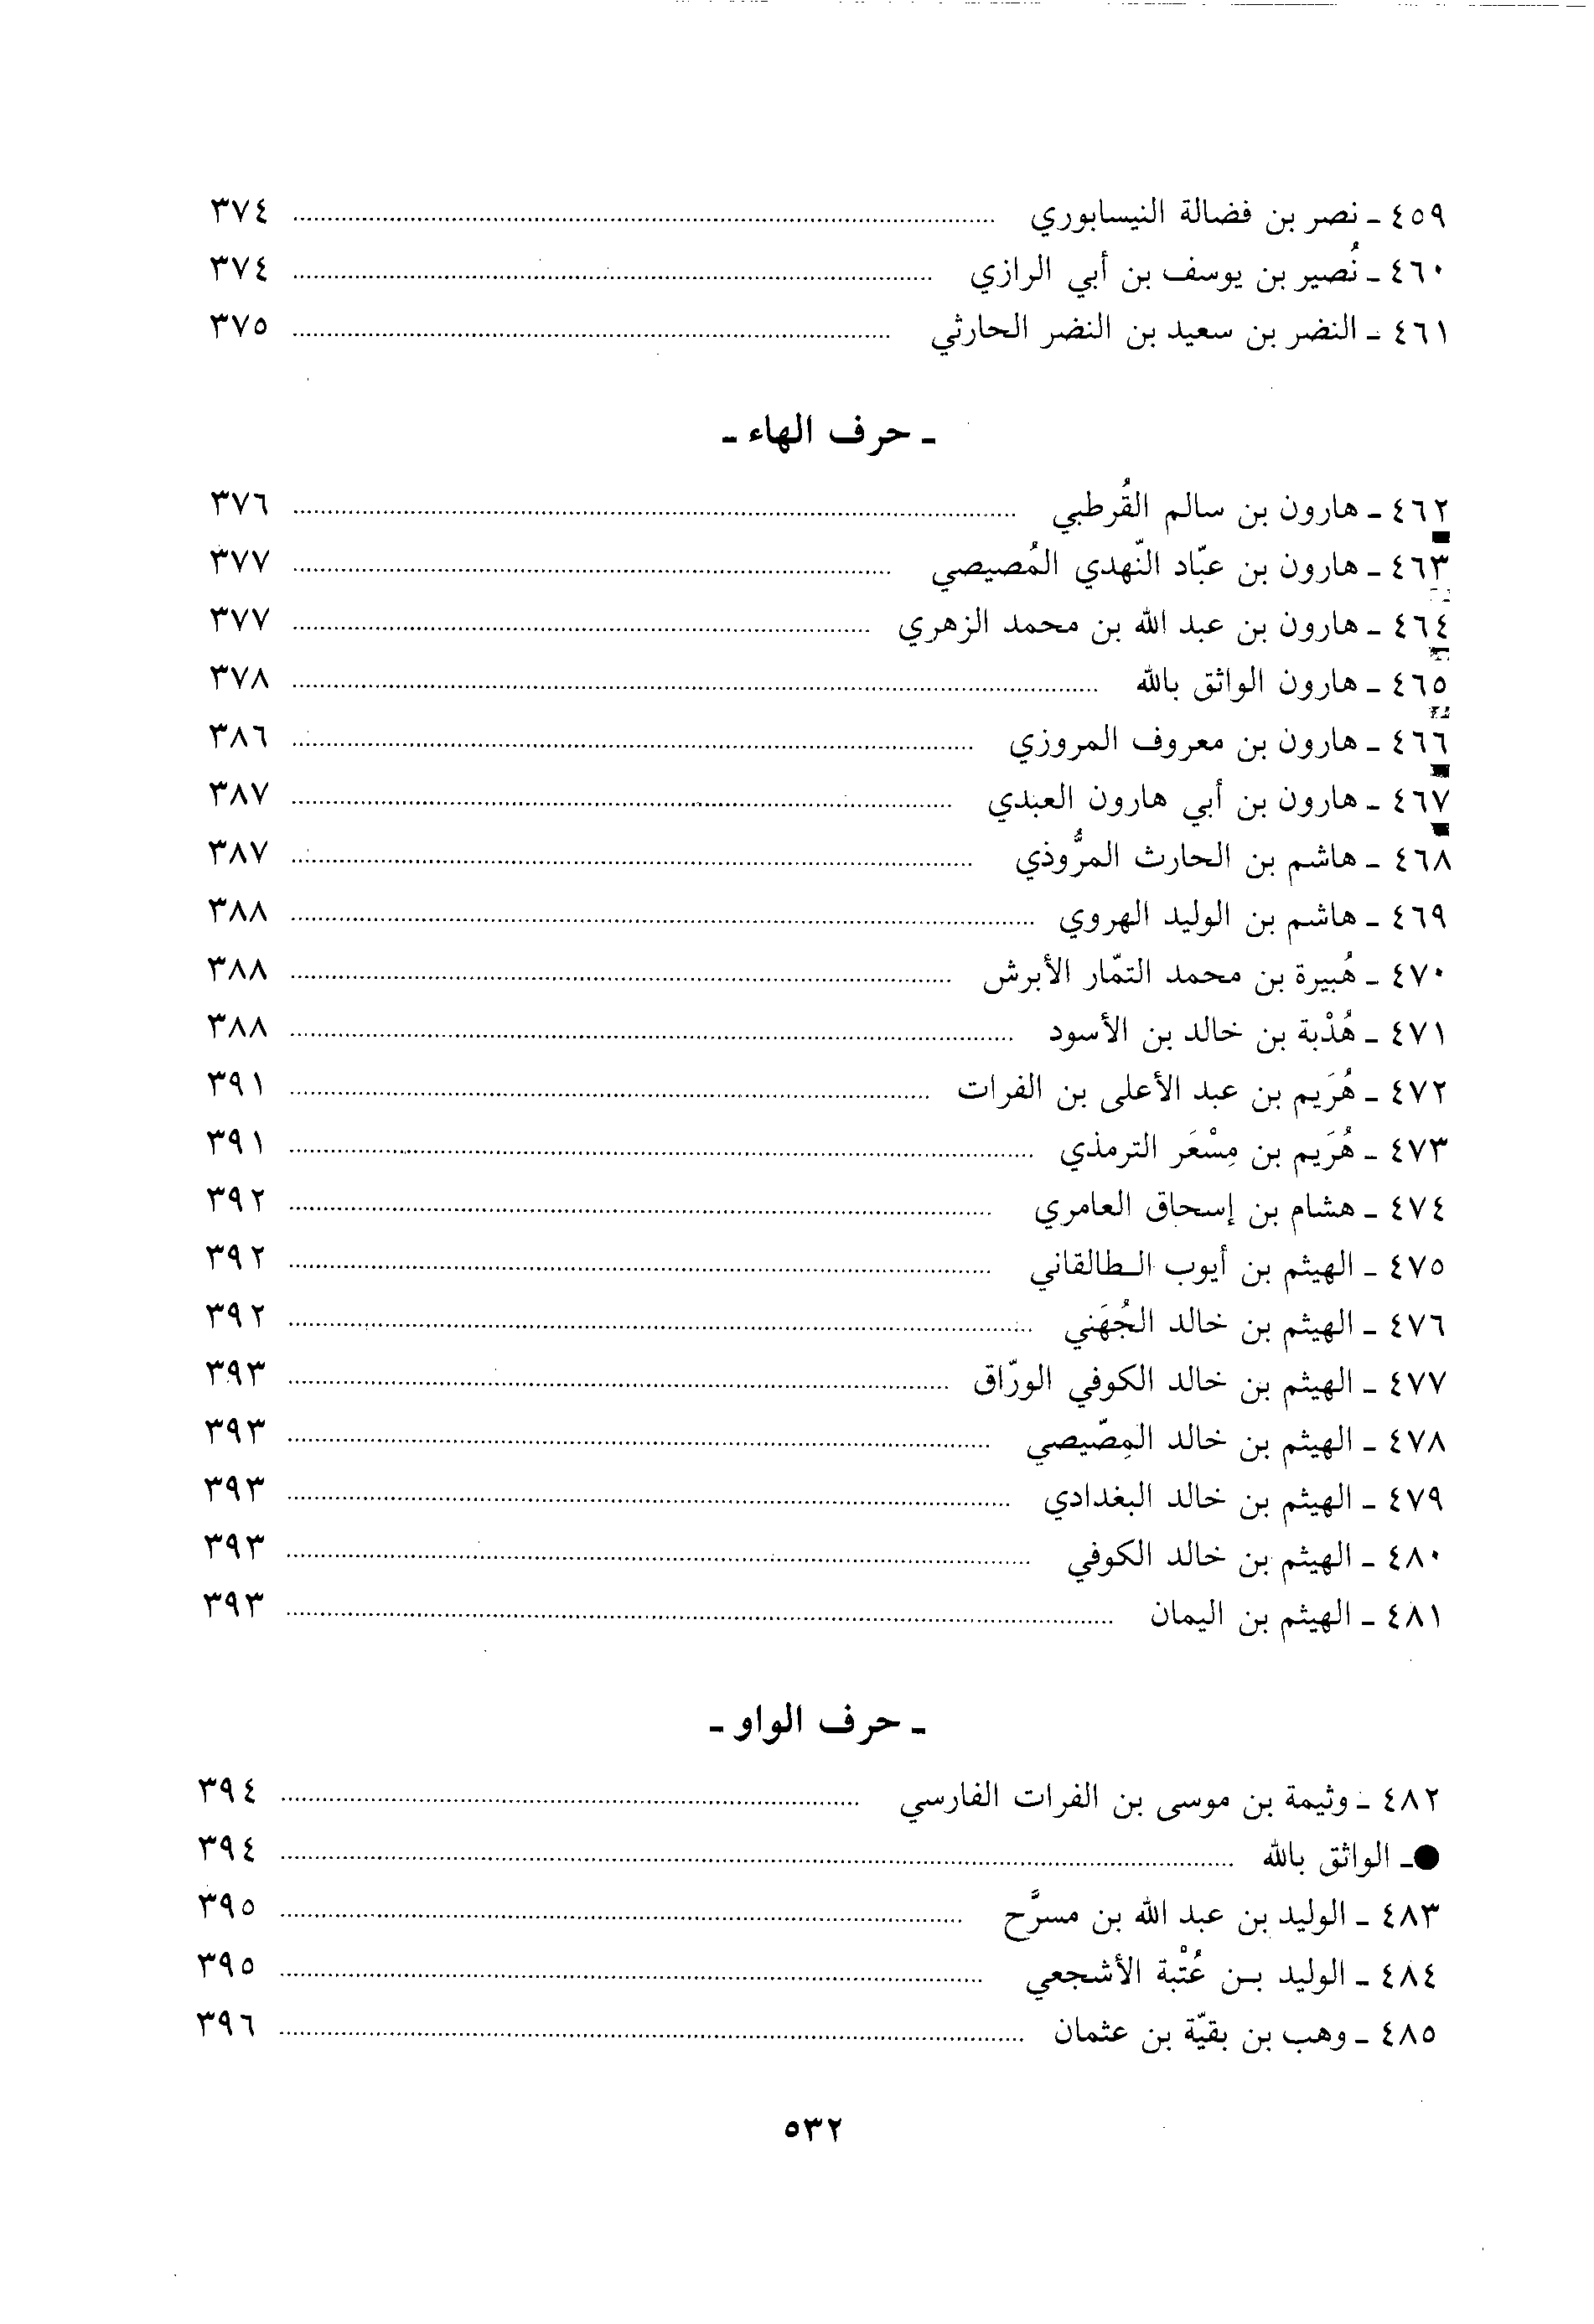 ٤٥٩ ـ نصر بن فضالة النيسابوري ........ ٣٧٤
٤٦٠ ـ نُصير بن يوسف بن أبي الرازي ........ ٣٧٤
٤٦١ ـ النضر بن سعيد بن النضر الحارثي ........ ٣٧٥
ـ حرف الهاء ـ
٤٦٢ ـ هارون بن سالم القُرطبي ........ ٣٧٦
٤٦٣ ـ هارون بن عبّاد النّهدي المُصيصي ........ ٣٧٧
٤٦٤ ـ هارون بن عبد الله بن محمد الزهري ........ ٣٧٧
٤٦٥ ـ هارون الواثق بالله ........ ٣٧٨
٤٦٦ ـ هارون بن معروف المروزي ........ ٣٨٦
٤٦٧ ـ هارون بن أبي هارون العبدي ........ ٣٨٧
٤٦٨ ـ هاشم بن الحارث المرُّوذي ........ ٣٨٧
٤٦٩ ـ هاشم بن الوليد الهروي ........ ٣٨٨
٤٧٠ ـ هُبيرة بن محمد التمّار الأبرش ........ ٣٨٨
٤٧١ ـ هُدْبة بن خالد بن الأسود ........ ٣٨٨
٤٧٢ ـ هُرَيم بن عبد الأعلى بن الفرات ........ ٣٩١
٤٧٣ ـ هُرَيم بن مِسْعَر الترمذي ........ ٣٩١
٤٧٤ ـ هشام بن إسحاق العامري ........ ٣٩٢
٤٧٥ ـ الهيثم بن أيوب الطالقاني ........ ٣٩٢
٤٧٦ ـ الهيثم بن خالد الجُهَني ........ ٣٩٢
٤٧٧ ـ الهيثم بن خالد الكوفي الورّاق ........ ٣٩٣
٤٧٨ ـ الهيثم بن خالد المِصّيصي ........ ٣٩٣
٤٧٩ ـ الهيثم بن خالد البغدادي ........ ٣٩٣
٤٨٠ ـ الهيثم بن خالد الكوفي ........ ٣٩٣
٤٨١ ـ الهيثم بن اليمان ........ ٣٩٣
ـ حرف الواو ـ
٤٨٢ ـ وثيمة بن موسى بن الفرات الفارسي ........ ٣٩٤
●ـ الواثق بالله ........ ٣٩٤
٤٨٣ ـ الوليد بن عبد الله بن مسرَّح ........ ٣٩٥
٤٨٤ ـ الوليد بن عُتْبة الأشجعي ........ ٣٩٥
٤٨٥ ـ وهب بن بقيّة بن عثمان ........ ٣٩٦
٥٣٢